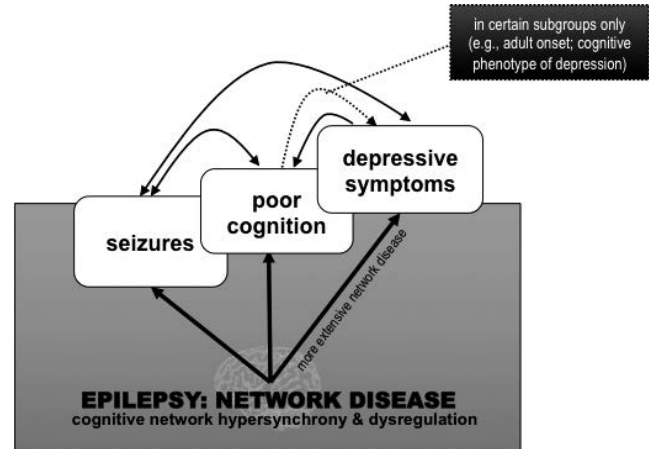 in certain subgroups only
(e.g., adult onset; cognitive
phenotype of depression)
depressive
symptoms
poor
cognition
seizures
more extensive network disease
EPILEPSY: NETWORK DISEASE
cognitive network hypersynchrony & dysregulation